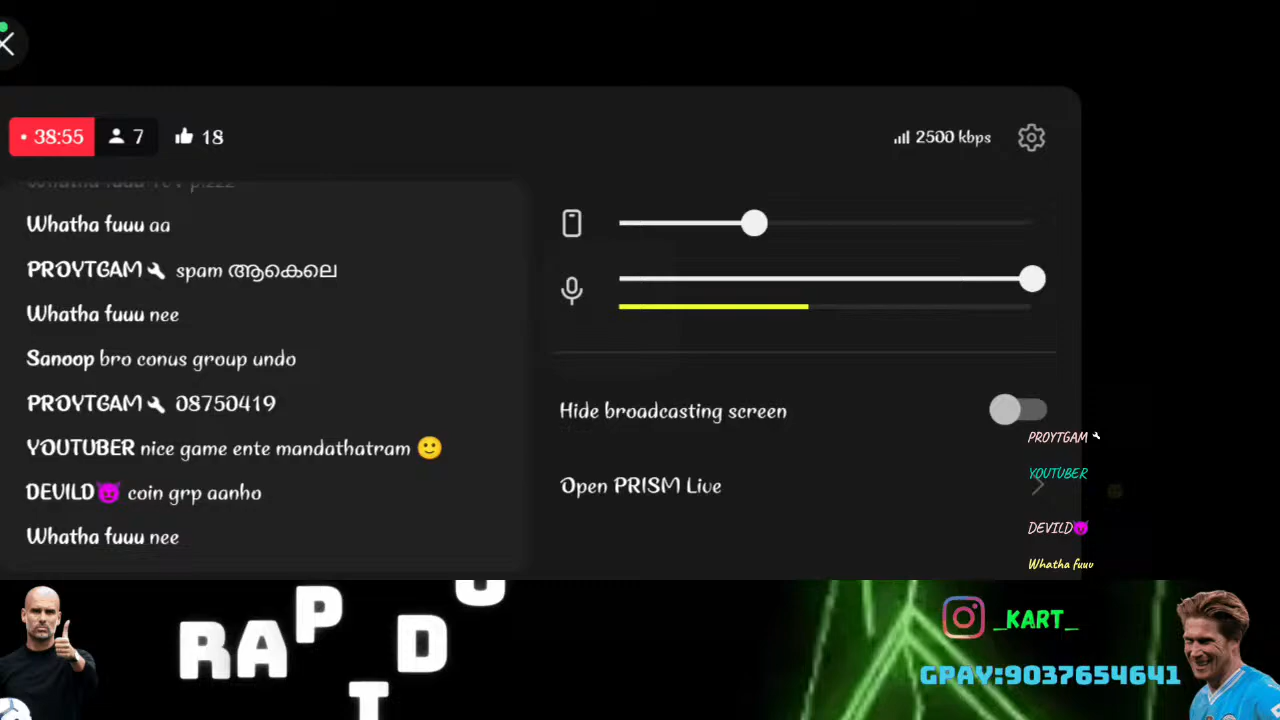 38:55 7 18
2500 kbps
Whatha fuuu aa
PROYTGAM spam ആകെലെ
Whatha fuuu nee
Sanoop bro conus group undo
PROYTGAM 08750419
YOUTUBER nice game ente mandathatram 🙂
DEVILD😈 coin grp aanho
Whatha fuuu nee
Hide broadcasting screen
Open PRISM Live
PROYTGAM
YOUTUBER
DEVILD😈
Whatha fuuu
RAPTDO
_KART_
GPAY:9037654641